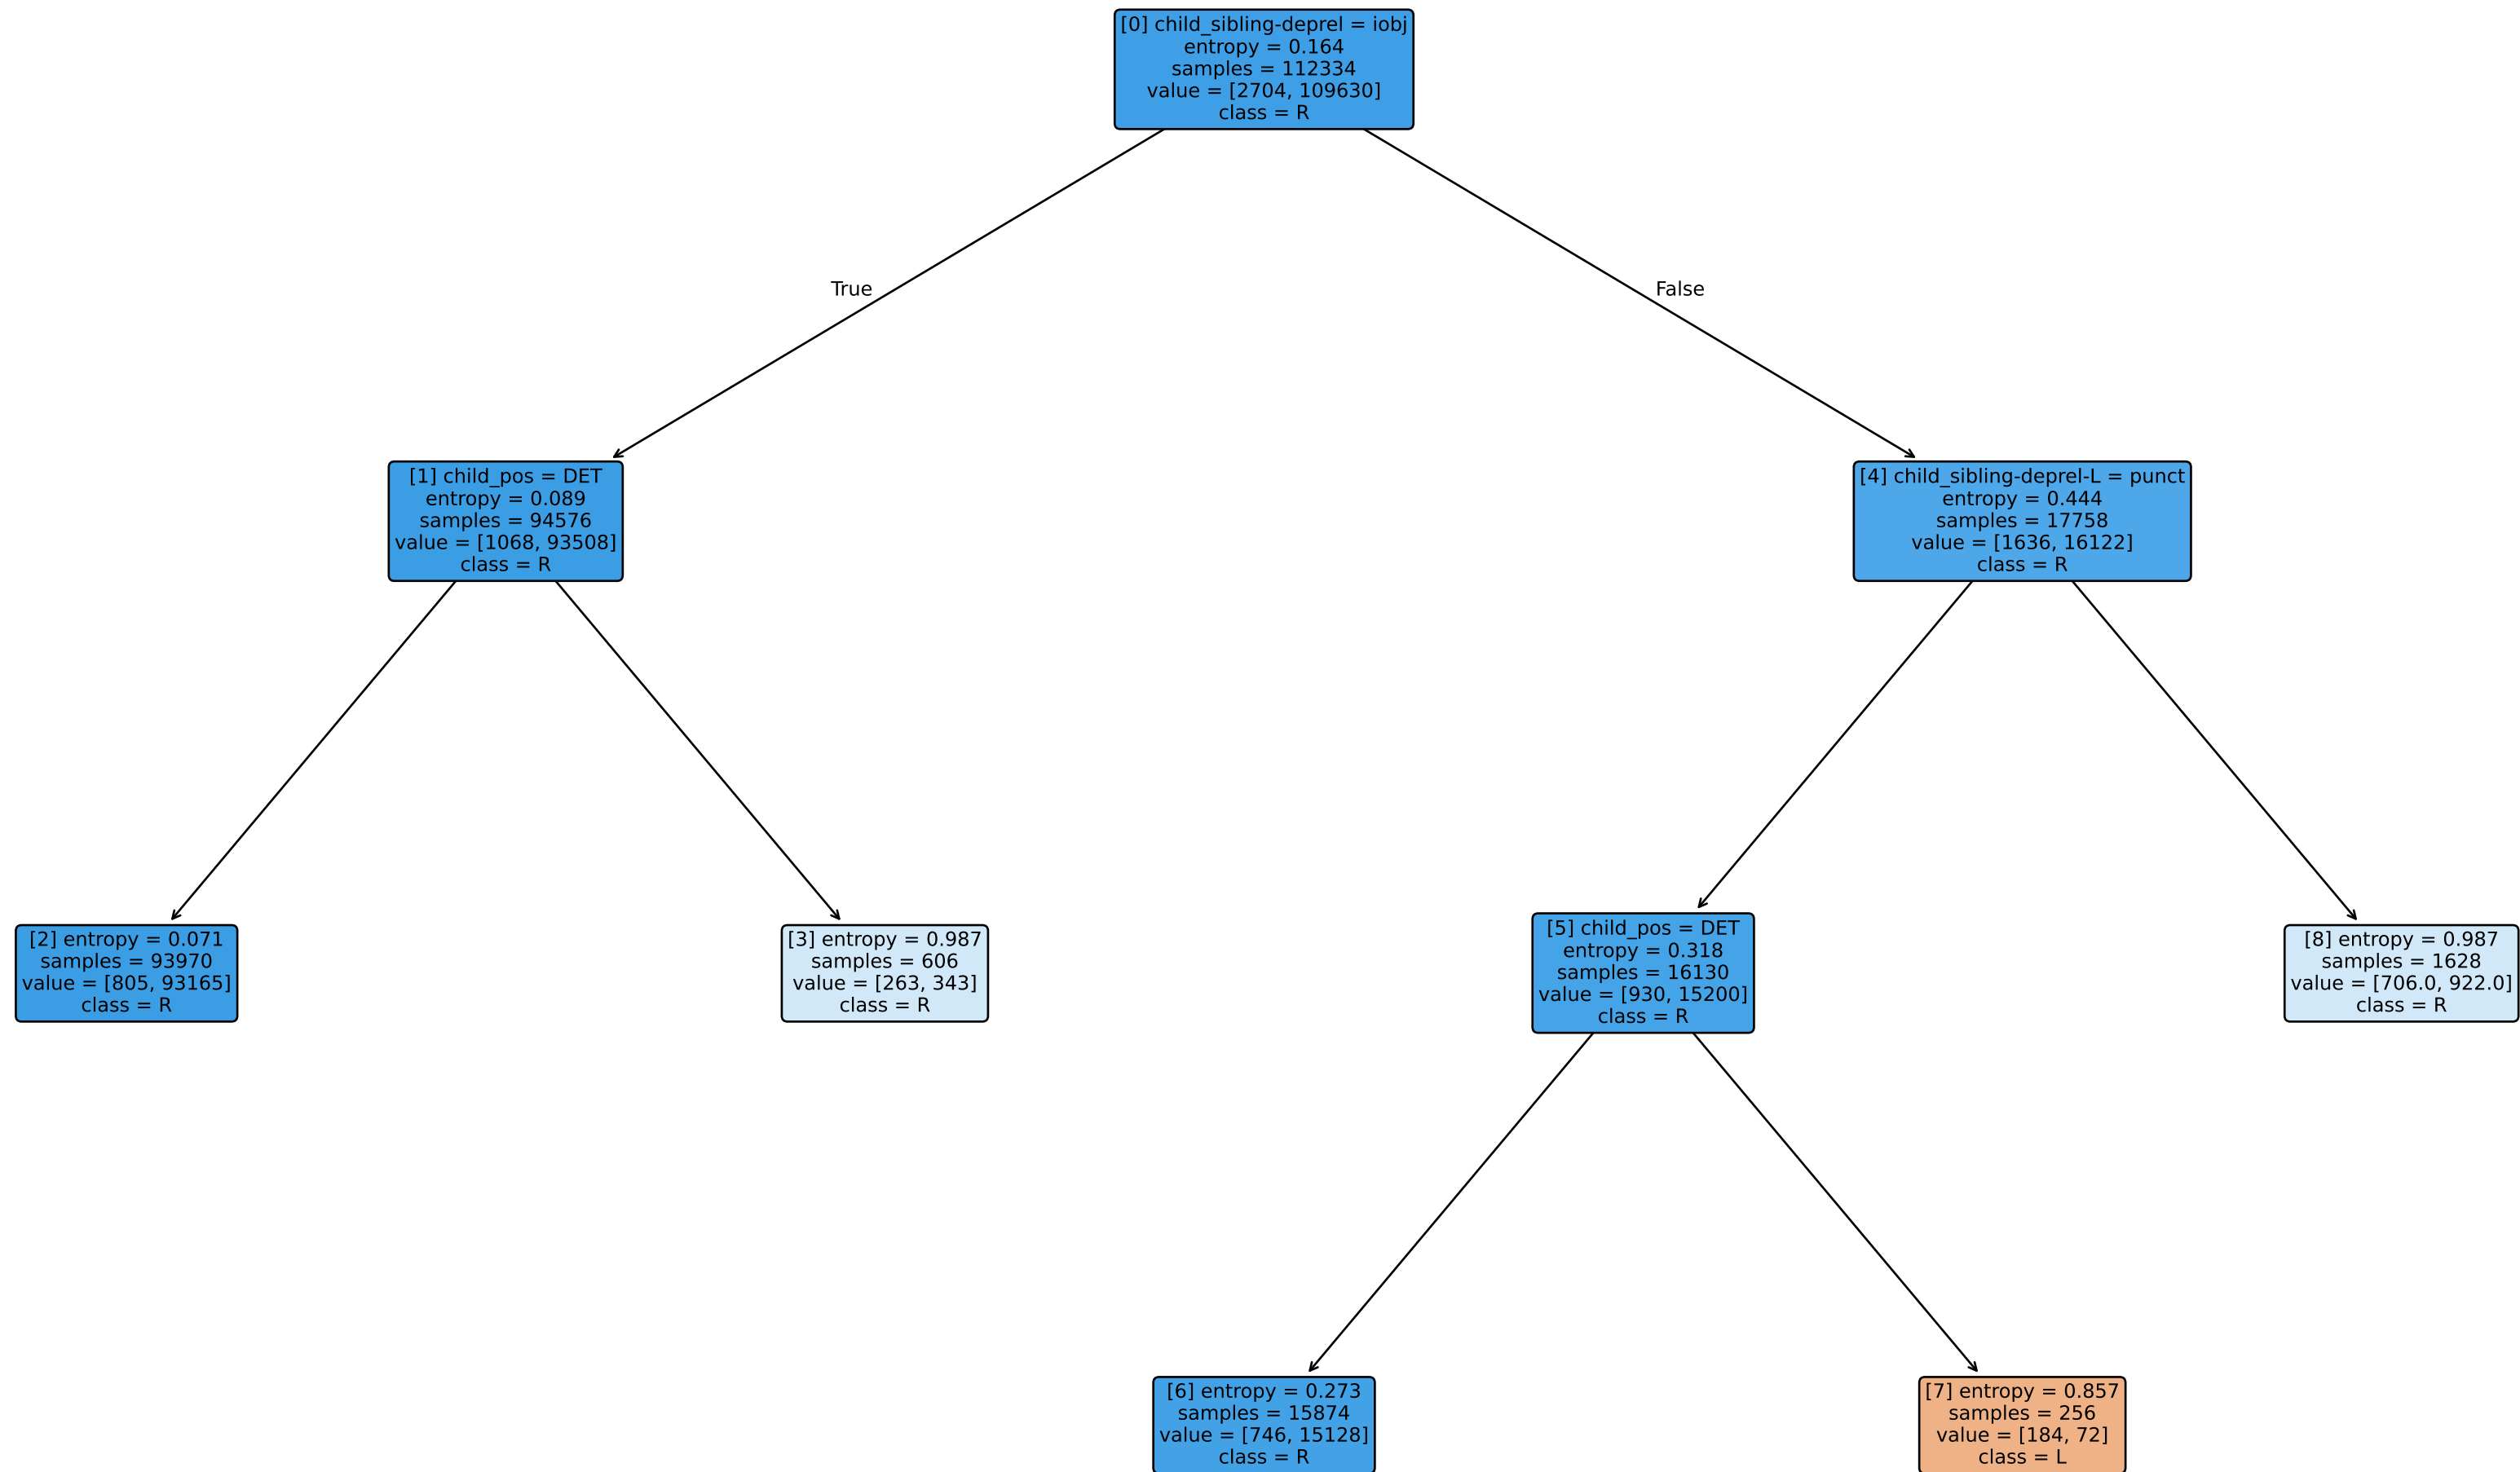 [0] child_sibling-deprel = iobj
entropy = 0.164
samples = 112334
value = [2704, 109630]
class = R
True
False
[1] child_pos = DET
entropy = 0.089
samples = 94576
value = [1068, 93508]
class = R
[4] child_sibling-deprel-L = punct
entropy = 0.444
samples = 17758
value = [1636, 16122]
class = R
[2] entropy = 0.071
samples = 93970
value = [805, 93165]
class = R
[3] entropy = 0.987
samples = 606
value = [263, 343]
class = R
[5] child_pos = DET
entropy = 0.318
samples = 16130
value = [930, 15200]
class = R
[8] entropy = 0.987
samples = 1628
value = [706.0, 922.0]
class = R
[6] entropy = 0.273
samples = 15874
value = [746, 15128]
class = R
[7] entropy = 0.857
samples = 256
value = [184, 72]
class = L